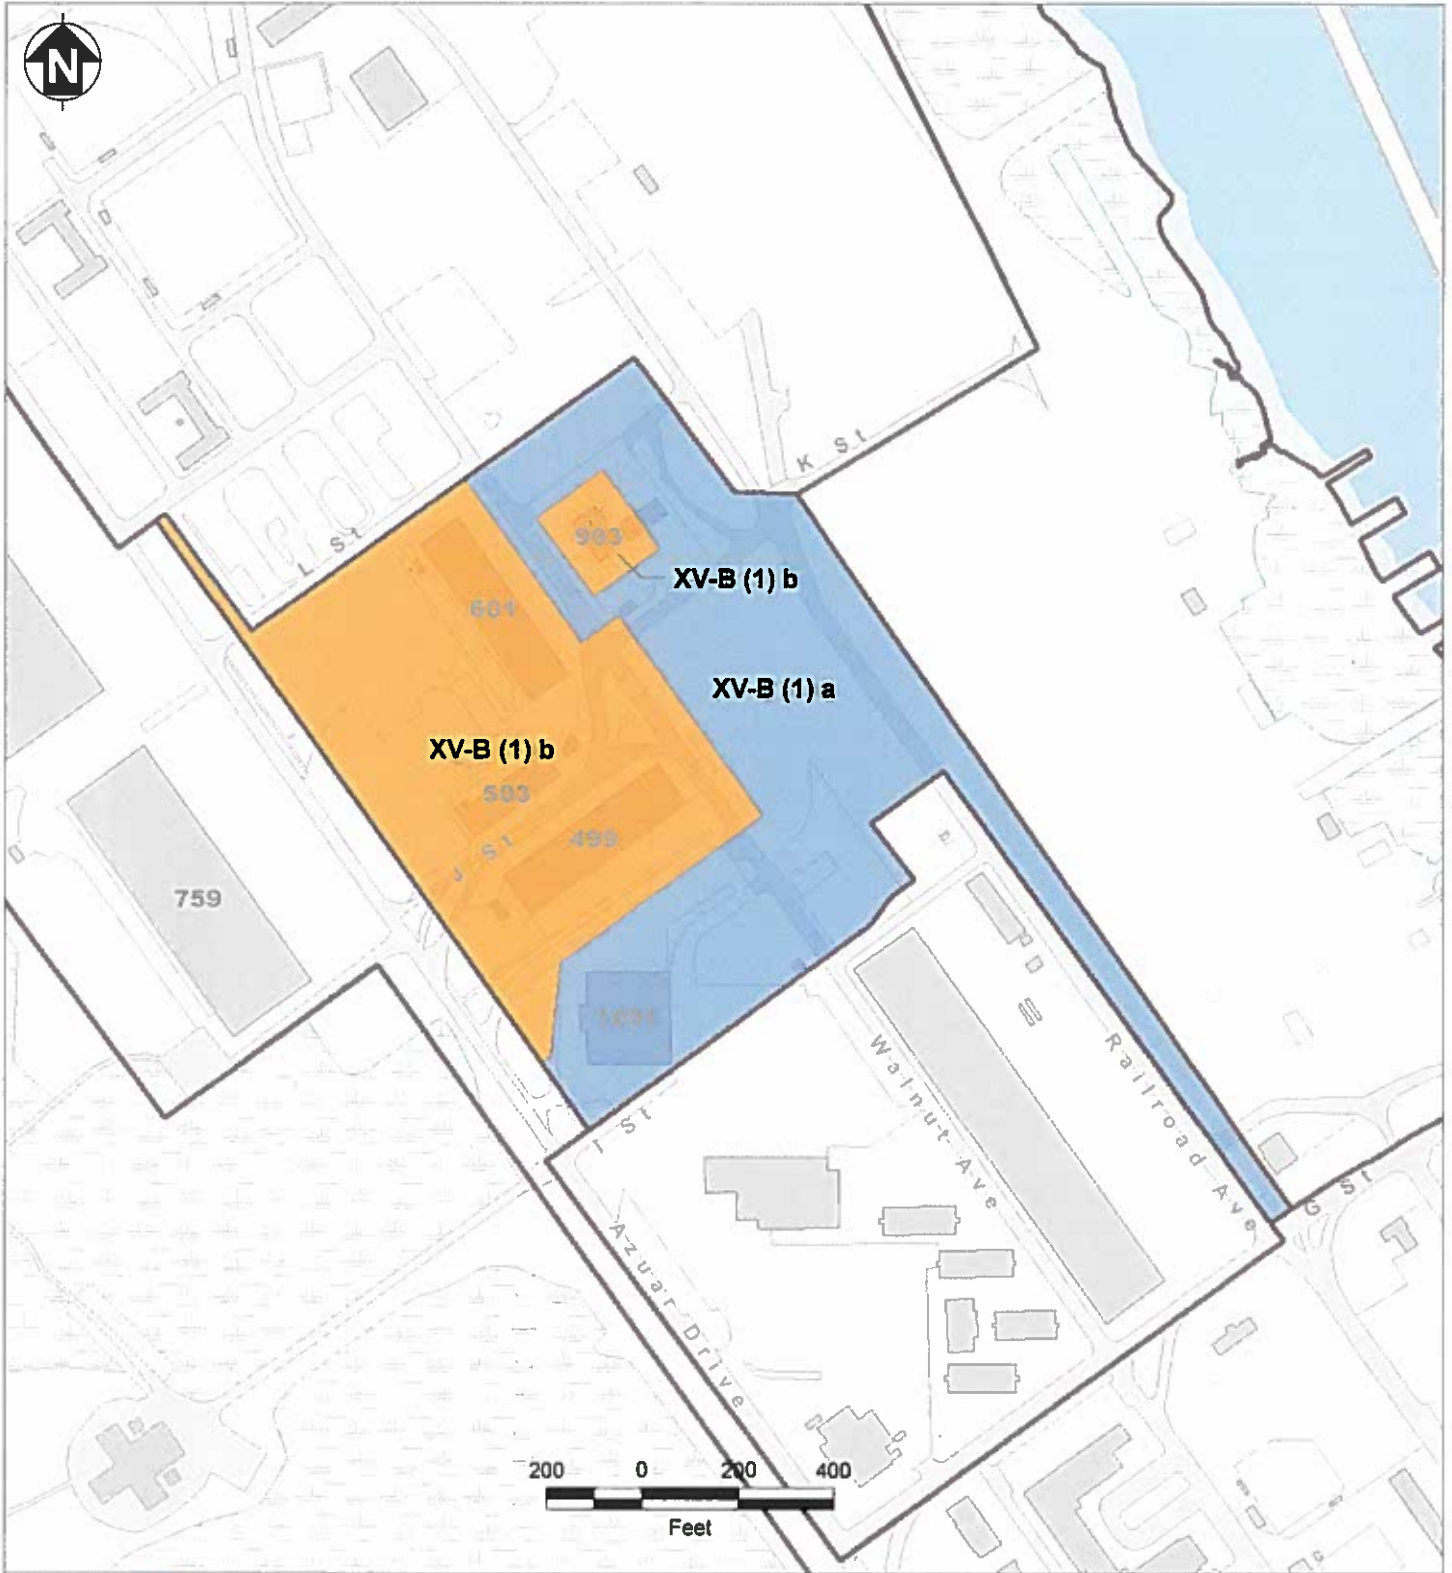 N
K St
L St
903
XV-B (1) b
601
XV-B (1) a
XV-B (1) b
503
J St
499
759
I St
Walnut Ave
Railroad Ave
G St
Azuar Drive
200 0 200 400
Feet